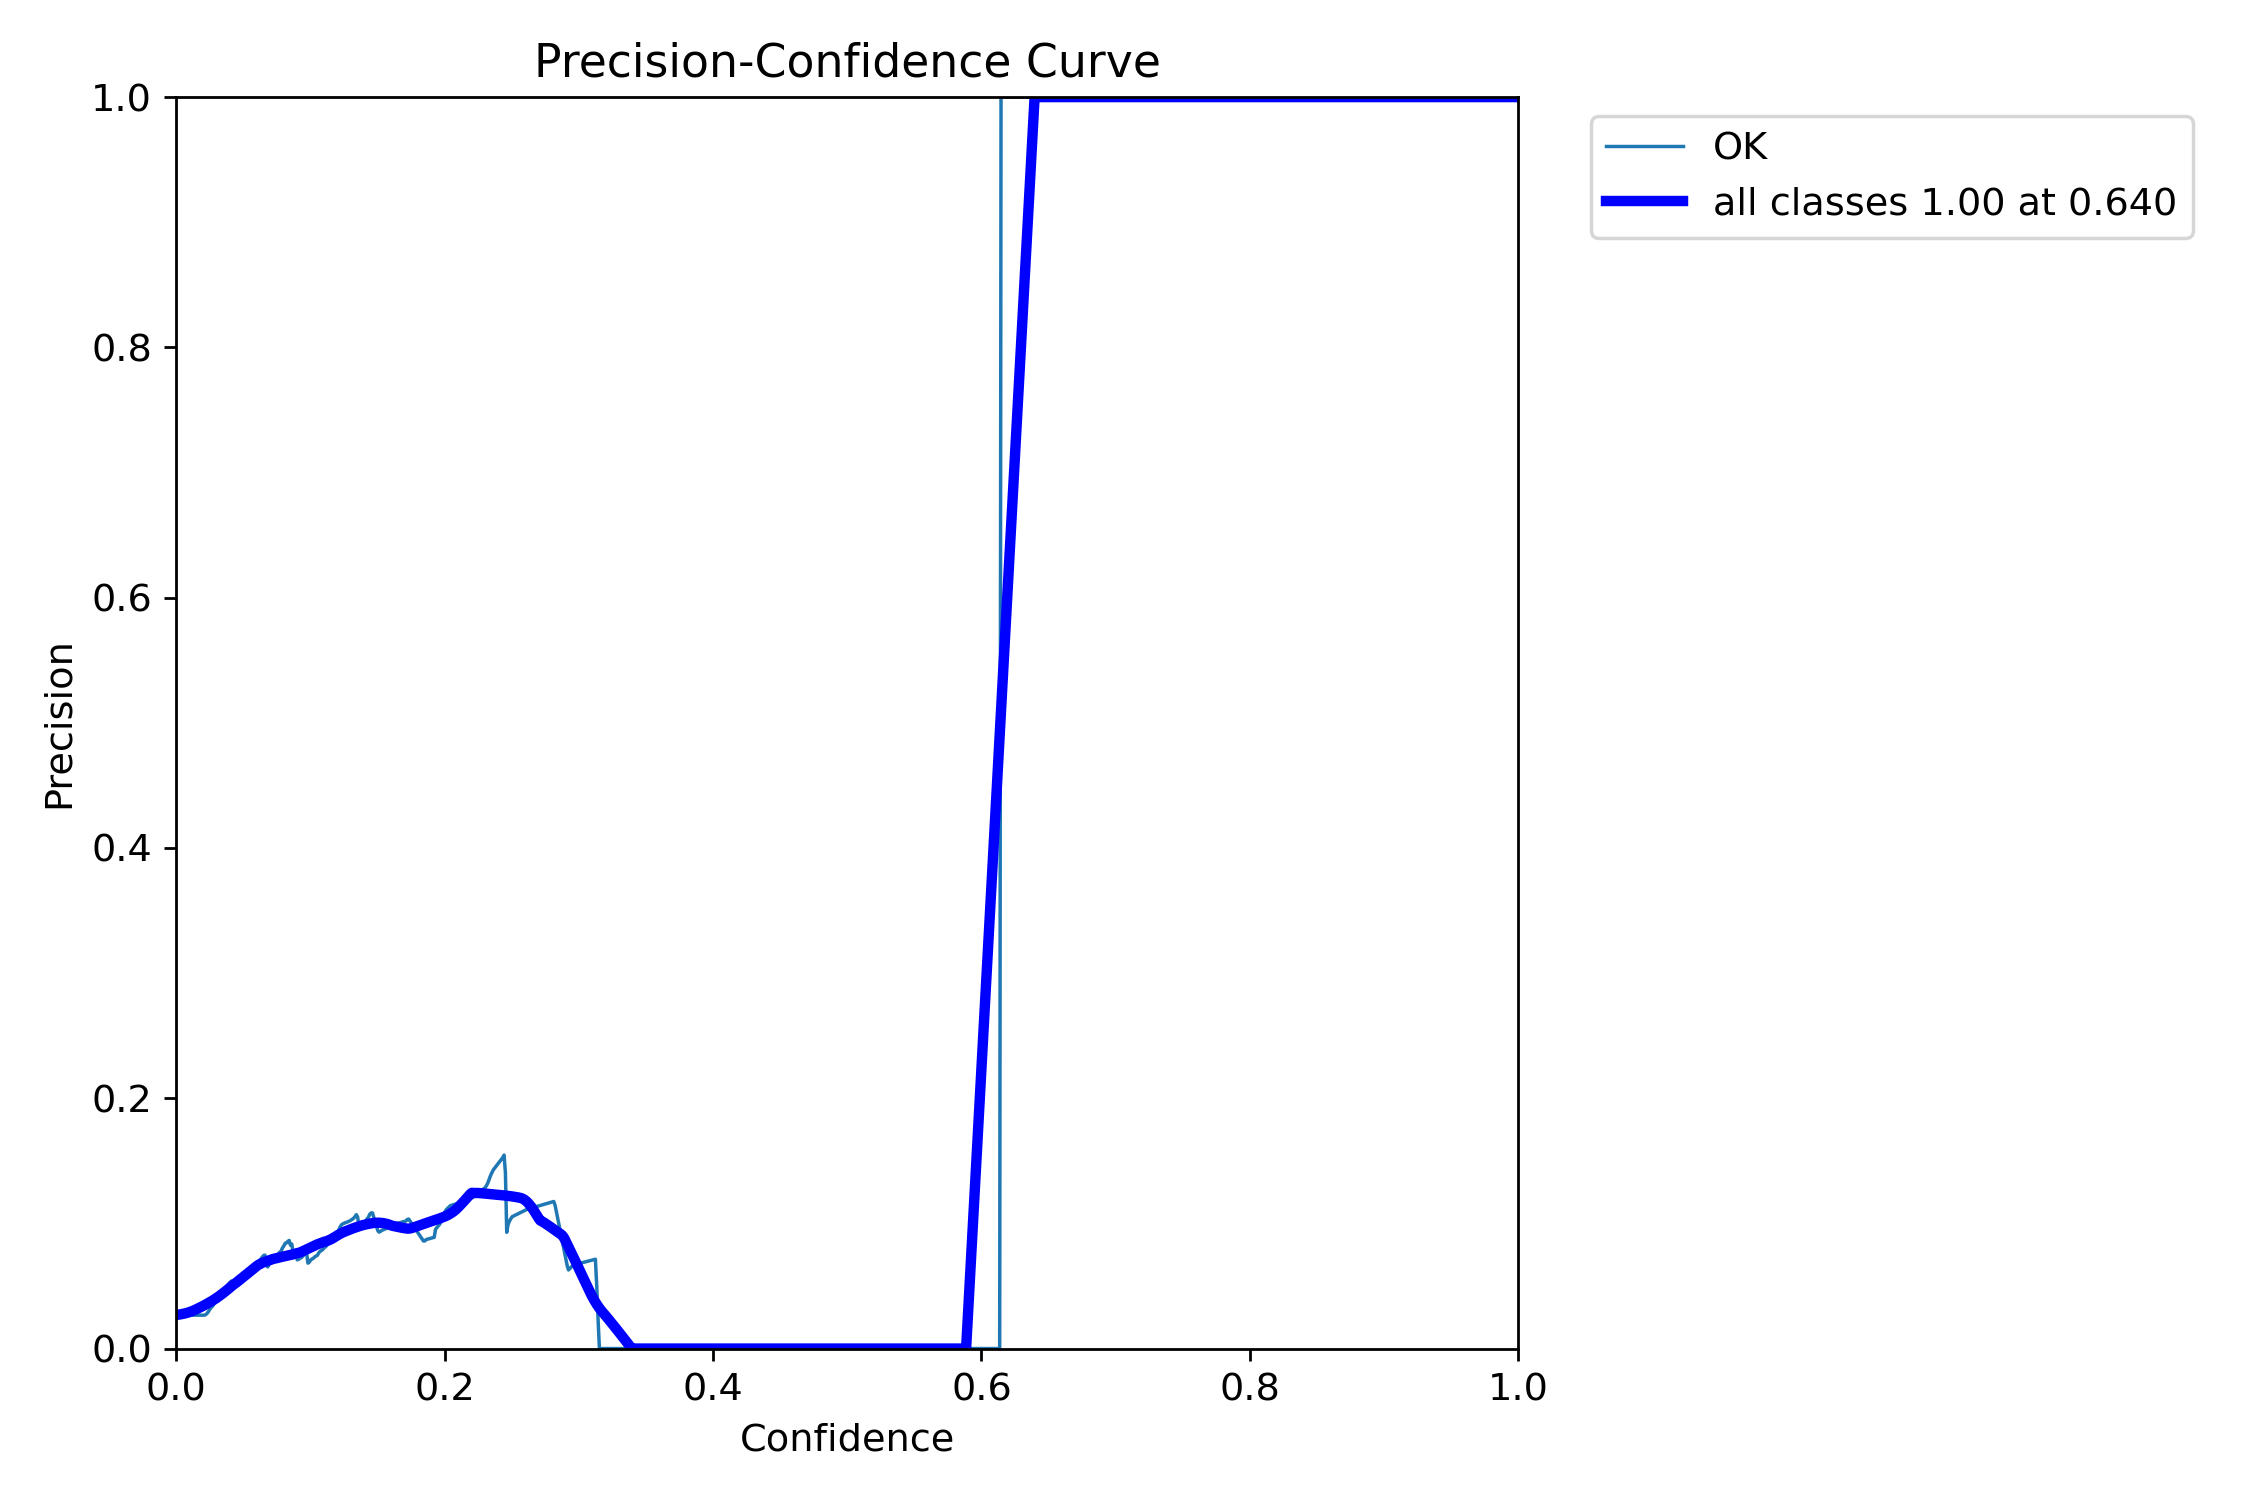 Precision-Confidence Curve
1.0
0.8
0.6
0.4
0.2
0.0
Precision
0.0 0.2 0.4 0.6 0.8 1.0
Confidence
OK
all classes 1.00 at 0.640